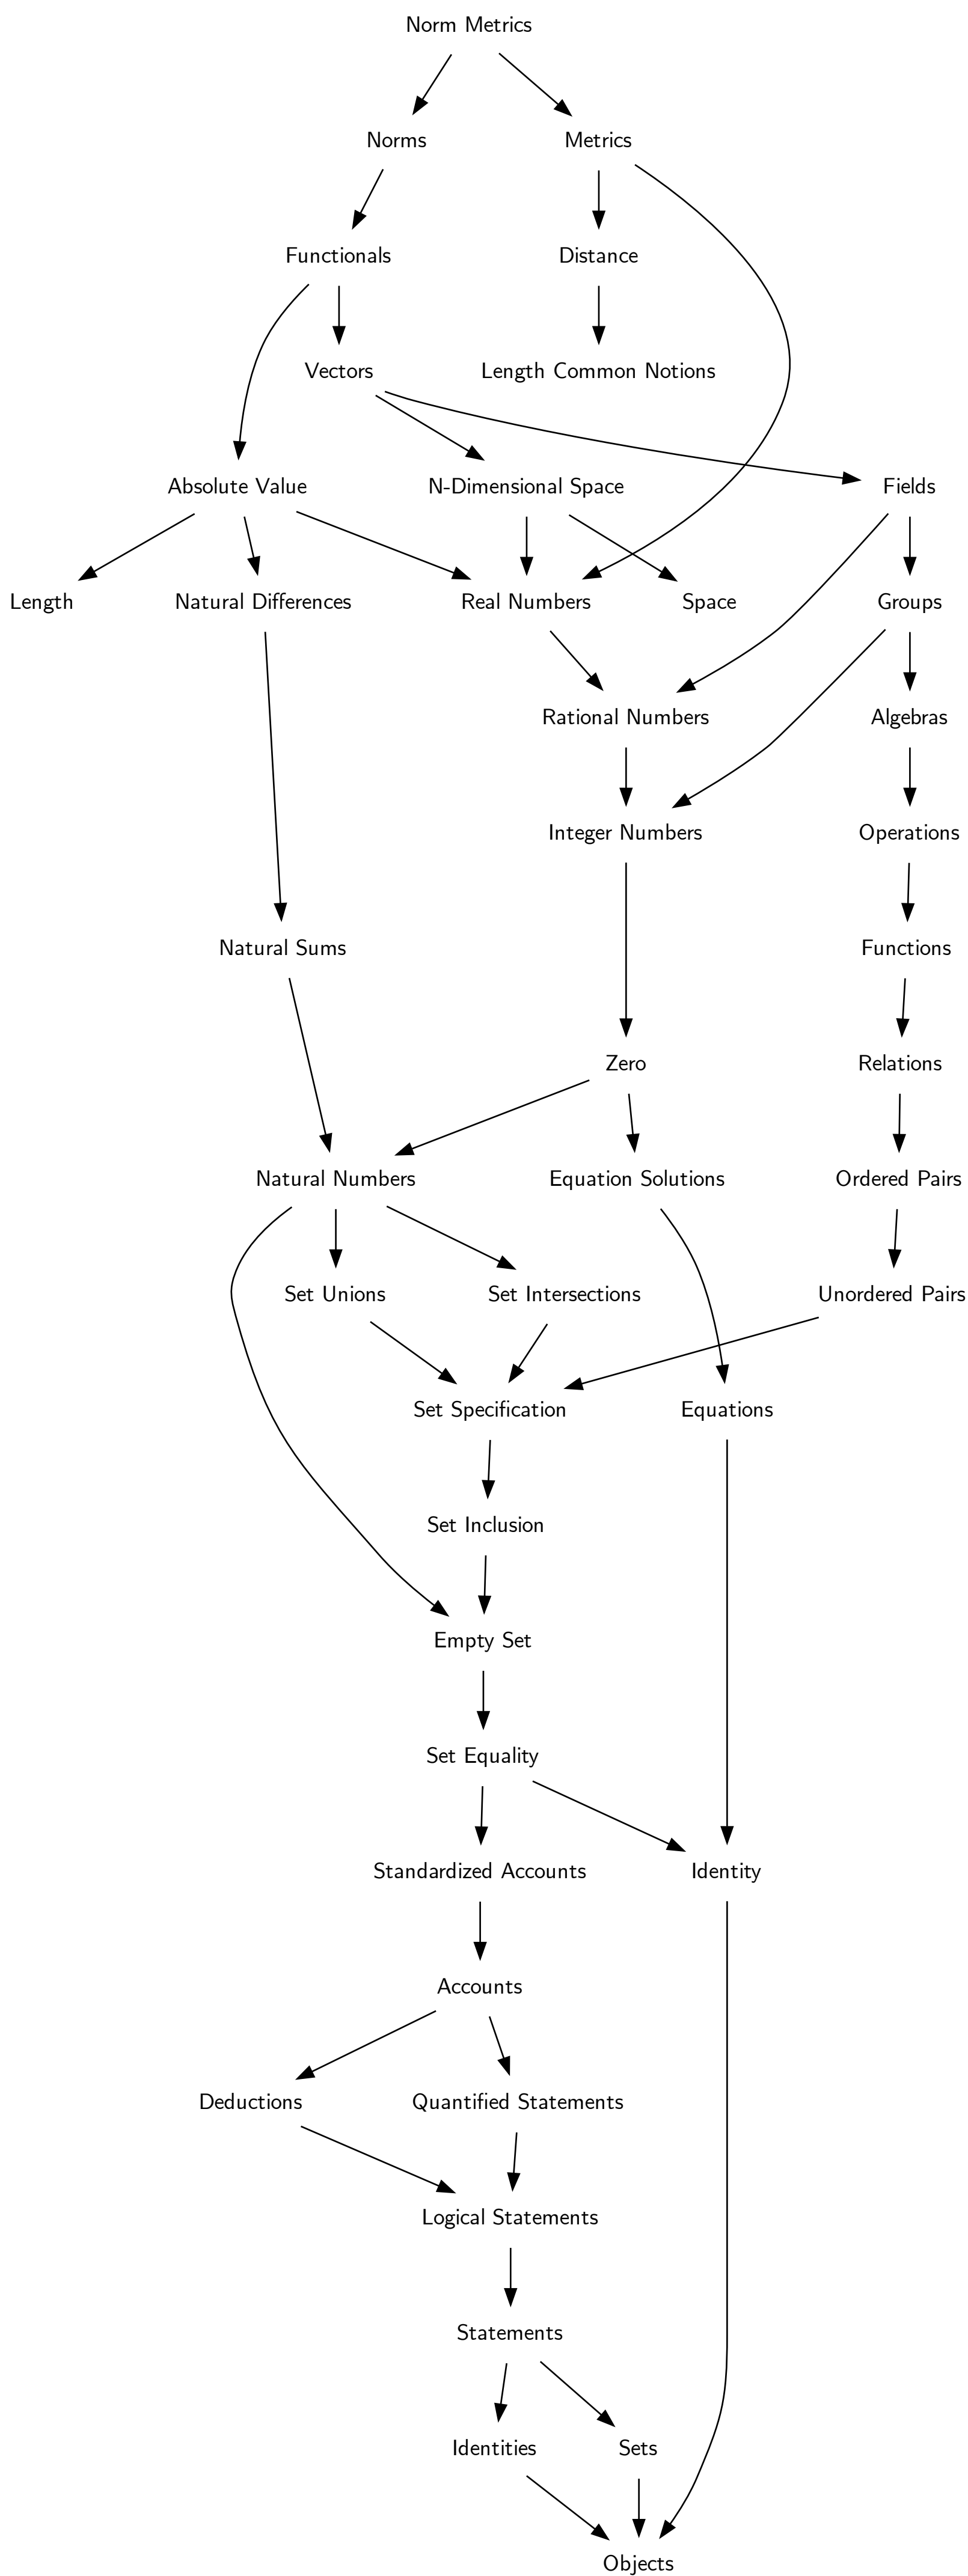 Norm Metrics
Norms
Metrics
Functionals
Distance
Vectors
Length Common Notions
Absolute Value
N-Dimensional Space
Fields
Length
Natural Differences
Real Numbers
Space
Groups
Rational Numbers
Algebras
Integer Numbers
Operations
Natural Sums
Functions
Zero
Relations
Natural Numbers
Equation Solutions
Ordered Pairs
Set Unions
Set Intersections
Unordered Pairs
Set Specification
Equations
Set Inclusion
Empty Set
Set Equality
Standardized Accounts
Identity
Accounts
Deductions
Quantified Statements
Logical Statements
Statements
Identities
Sets
Objects